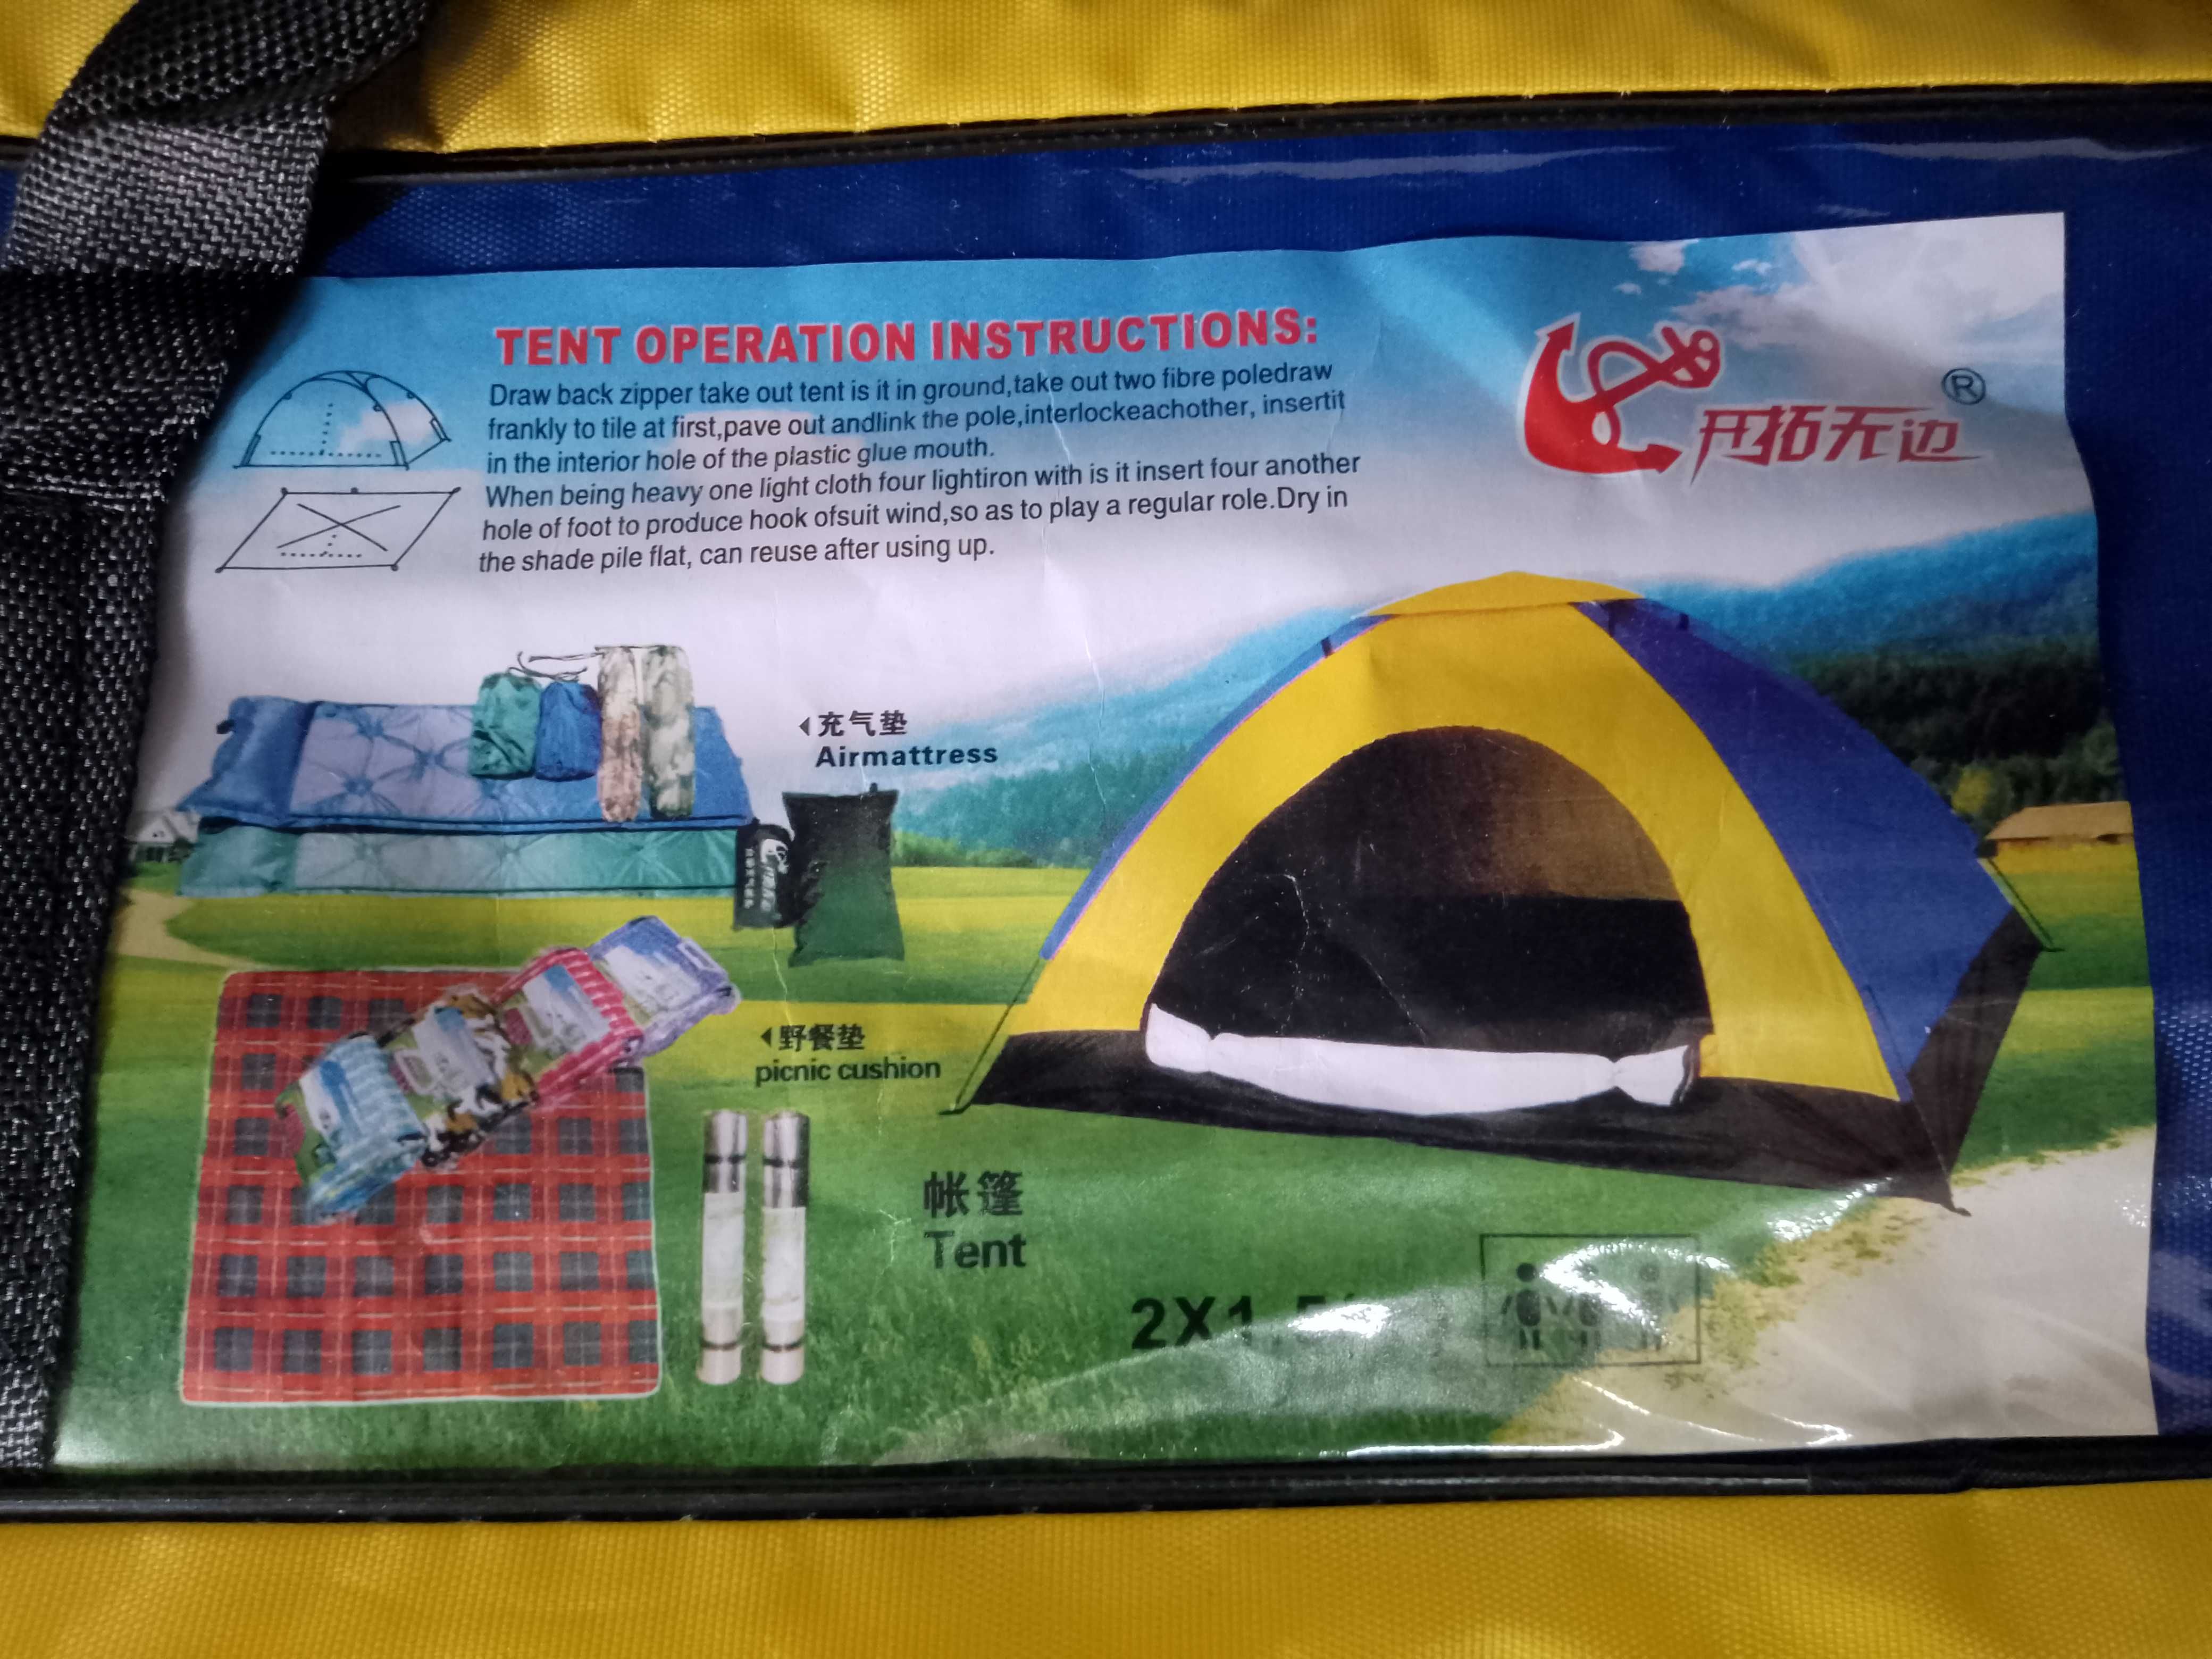 TENT OPERATION INSTRUCTIONS:
Draw back zipper take out tent is it in ground,take out two fibre poledraw
frankly to tile at first,pave out andlink the pole,interlockeachother, insertit
in the interior hole of the plastic glue mouth.
When being heavy one light cloth four lightiron with is it insert four another
hole of foot to produce hook ofsuit wind,so as to play a regular role.Dry in
the shade pile flat, can reuse after using up.
开拓无边®
充气垫
Airmattress
野餐垫
picnic cushion
帐篷
Tent
2X1.5